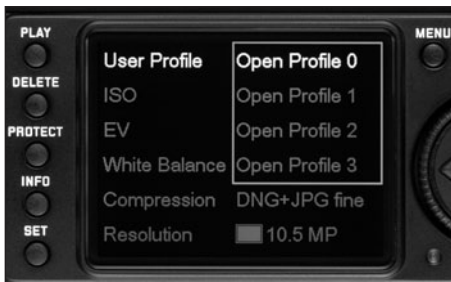 PLAY
MENU
User Profile Open Profile 0
DELETE
ISO Open Profile 1
PROTECT
EV Open Profile 2
White Balance Open Profile 3
INFO
Compression DNG+JPG fine
SET
Resolution 10.5 MP